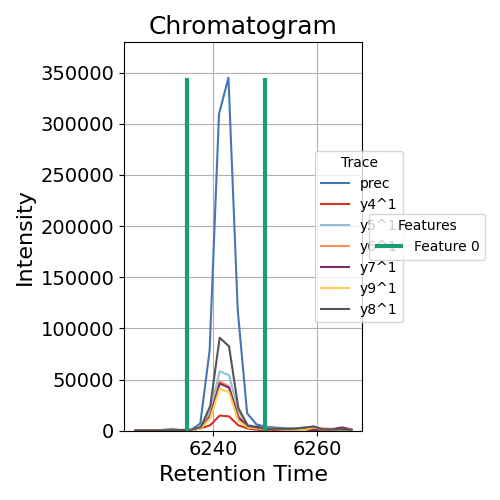 Chromatogram
Intensity
350000
300000
250000
200000
150000
100000
50000
0
6240
6260
Retention Time
Trace
prec
y4^1
y5^1
y6^1
y7^1
y9^1
y8^1
Features
Feature 0